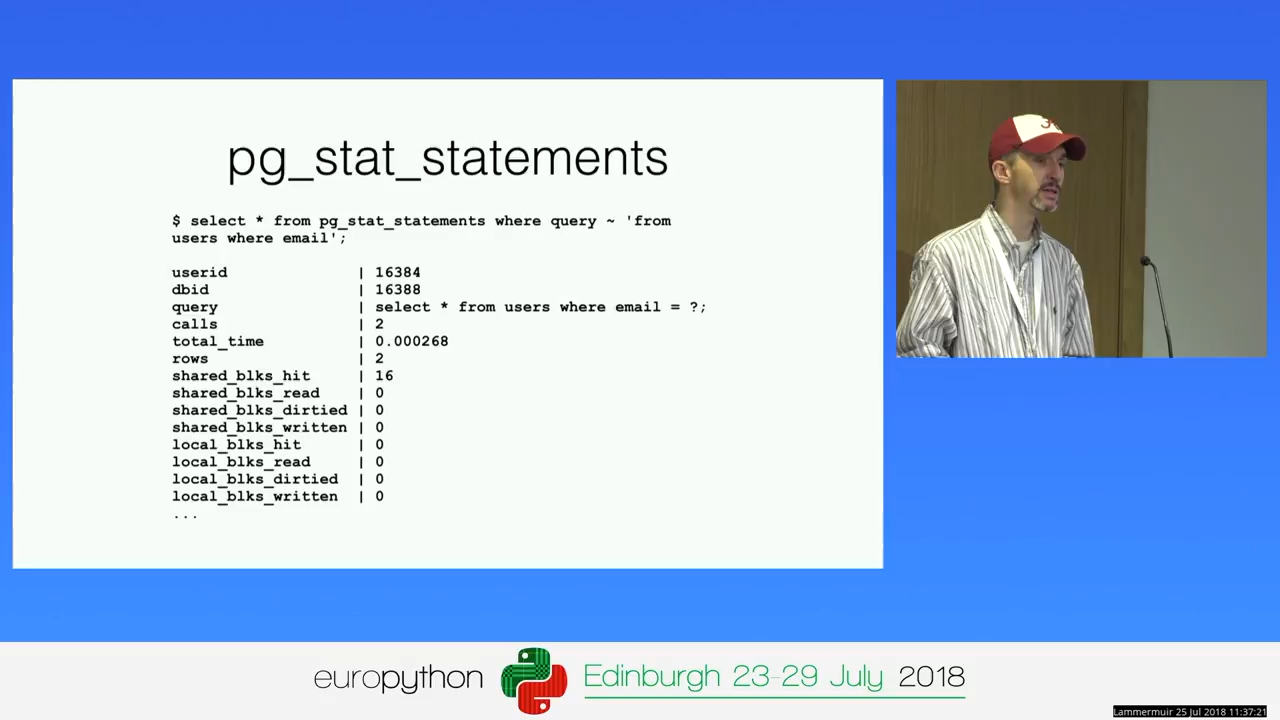 pg_stat_statements
$ select * from pg_stat_statements where query ~ 'from
users where email';
userid | 16384
dbid | 16388
query | select * from users where email = ?;
calls | 2
total_time | 0.000268
rows | 2
shared_blks_hit | 16
shared_blks_read | 0
shared_blks_dirtied | 0
shared_blks_written | 0
local_blks_hit | 0
local_blks_read | 0
local_blks_dirtied | 0
local_blks_written | 0
...
europython Edinburgh 23-29 July 2018
Lammermuir 25 Jul 2018 11:37:21